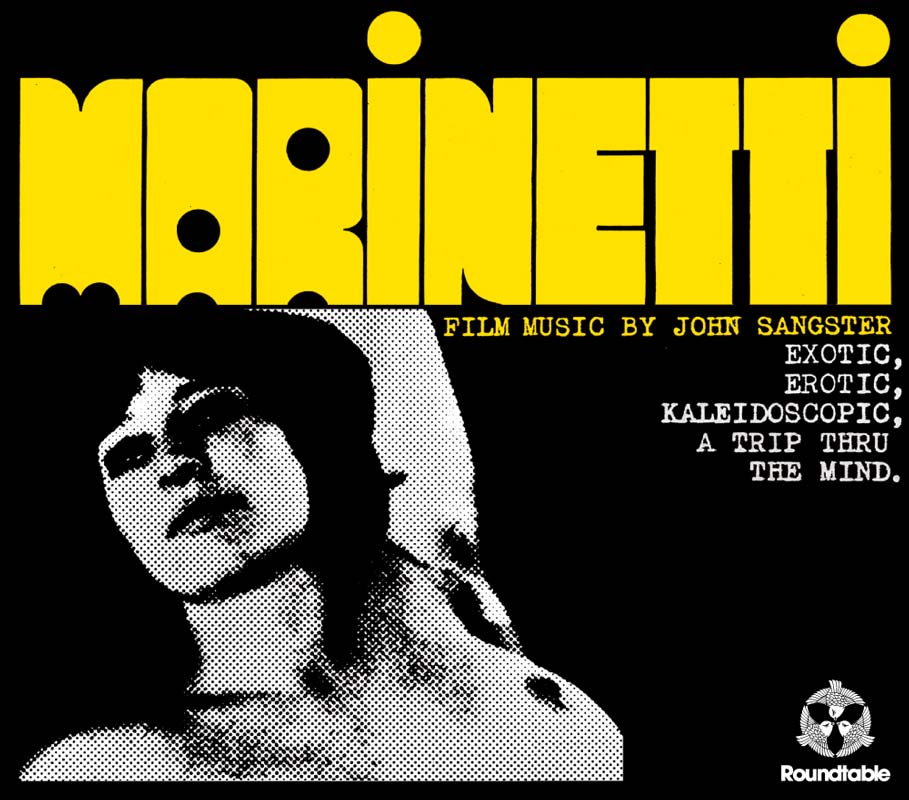 MARiNETTi
FILM MUSIC BY JOHN SANGSTER
EXOTIC,
EROTIC,
KALEIDOSCOPIC,
A TRIP THRU
THE MIND.
Roundtable